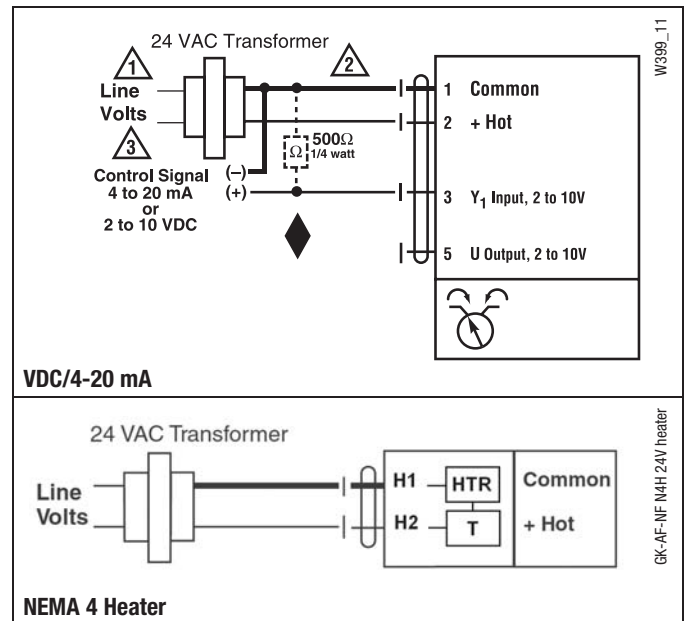 24 VAC Transformer
W399_11
1
Line
Volts
2
3
Control Signal
4 to 20 mA
or
2 to 10 VDC
(–)
(+)
Ω
500Ω
1/4 watt
1 Common
2 + Hot
3 Y₁ Input, 2 to 10V
5 U Output, 2 to 10V
VDC/4-20 mA
24 VAC Transformer
GK-AF-NF N4H 24V heater
Line
Volts
H1 HTR Common
H2 T + Hot
NEMA 4 Heater